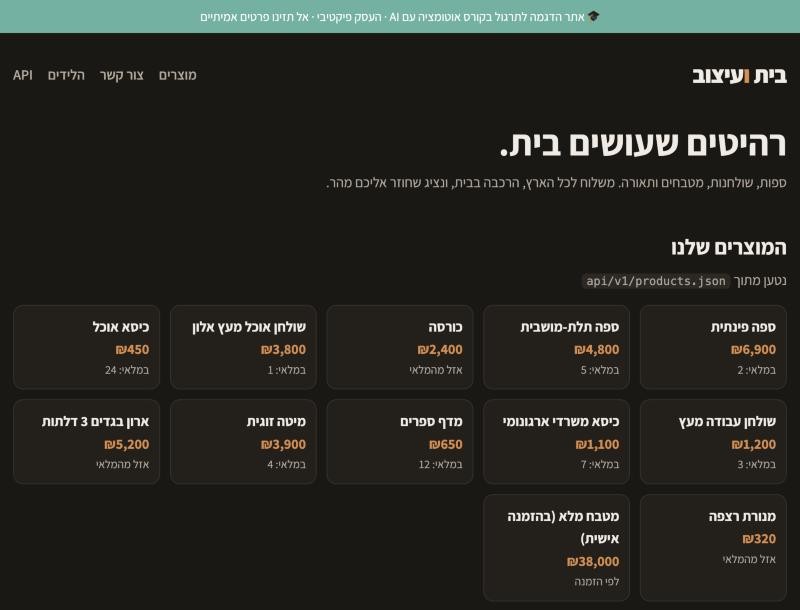 🎓 אתר הדגמה לתרגול בקורס אוטומציה עם AI · העסק פיקטיבי · אל תזינו פרטים אמיתיים
בית ועיצוב
מוצרים צור קשר הלידים API
רהיטים שעושים בית.
ספות, שולחנות, מטבחים ותאורה. משלוח לכל הארץ, הרכבה בבית, ונציג שחוזר אליכם מהר.
המוצרים שלנו
נטען מתוך api/v1/products.json
ספה פינתית
₪6,900
במלאי: 2
ספה תלת-מושבית
₪4,800
במלאי: 5
כורסה
₪2,400
אזל מהמלאי
שולחן אוכל מעץ אלון
₪3,800
במלאי: 1
כיסא אוכל
₪450
במלאי: 24
שולחן עבודה מעץ
₪1,200
במלאי: 3
כיסא משרדי ארגונומי
₪1,100
במלאי: 7
מדף ספרים
₪650
במלאי: 12
מיטה זוגית
₪3,900
במלאי: 4
ארון בגדים 3 דלתות
₪5,200
אזל מהמלאי
מנורת רצפה
₪320
אזל מהמלאי
מטבח מלא (בהזמנה
אישית)
₪38,000
לפי הזמנה